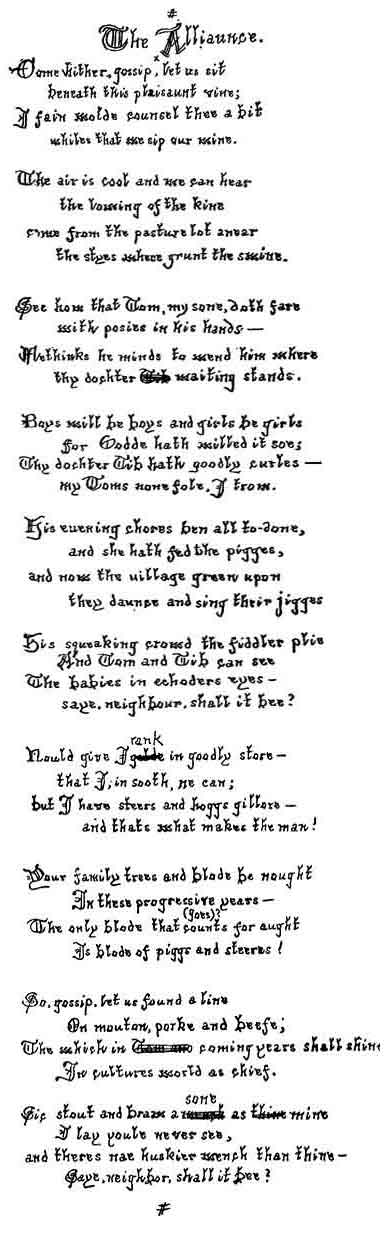 #
The Alliaunce.
x
Come hither, gossip, let us sit
beneath this plaisaunt vine;
I fain wolde counsel thee a bit
whiles that we sip our wine.
The air is cool and we can hear
the lowing of the kine
come from the pasture lot anear
the styes where grunt the swine.
See how that Tom, my sone, doth fare
with posies in his hands—
Methinks he minds to wend him where
thy dochter Tib waiting stands.
Boys will be boys and girls be girls
for Godde hath willed it soe;
Thy dochter Tib hath goodly curles—
my Toms none fole, I trow.
His evening chores ben all to-done,
and she hath fed the pigges,
and now the village green upon
they daunce and sing their jigges
His squeaking crowd the fiddler plie
And Tom and Tib can see
The babies in echoders eyes—
saye, neighbour, shall it bee?
rank
Nould give I golde in goodly store—
that I, in sooth, ne can;
but I have steers and hoggs gillore—
and thats what makes the man!
Your family trees and blode be nought
In these progressive years—
(goes)?
The only blode that counts for aught
Is blode of piggs and steeres!
So, gossip, let us found a line
On mouton, porke and beefe;
The which in coming years shall shine
In cultures world as chief.
sone
Sic stout and braw a as mine
I lay youle never see,
and theres nae huskier wench than thine—
Saye, neighbor, shall it bee?
#